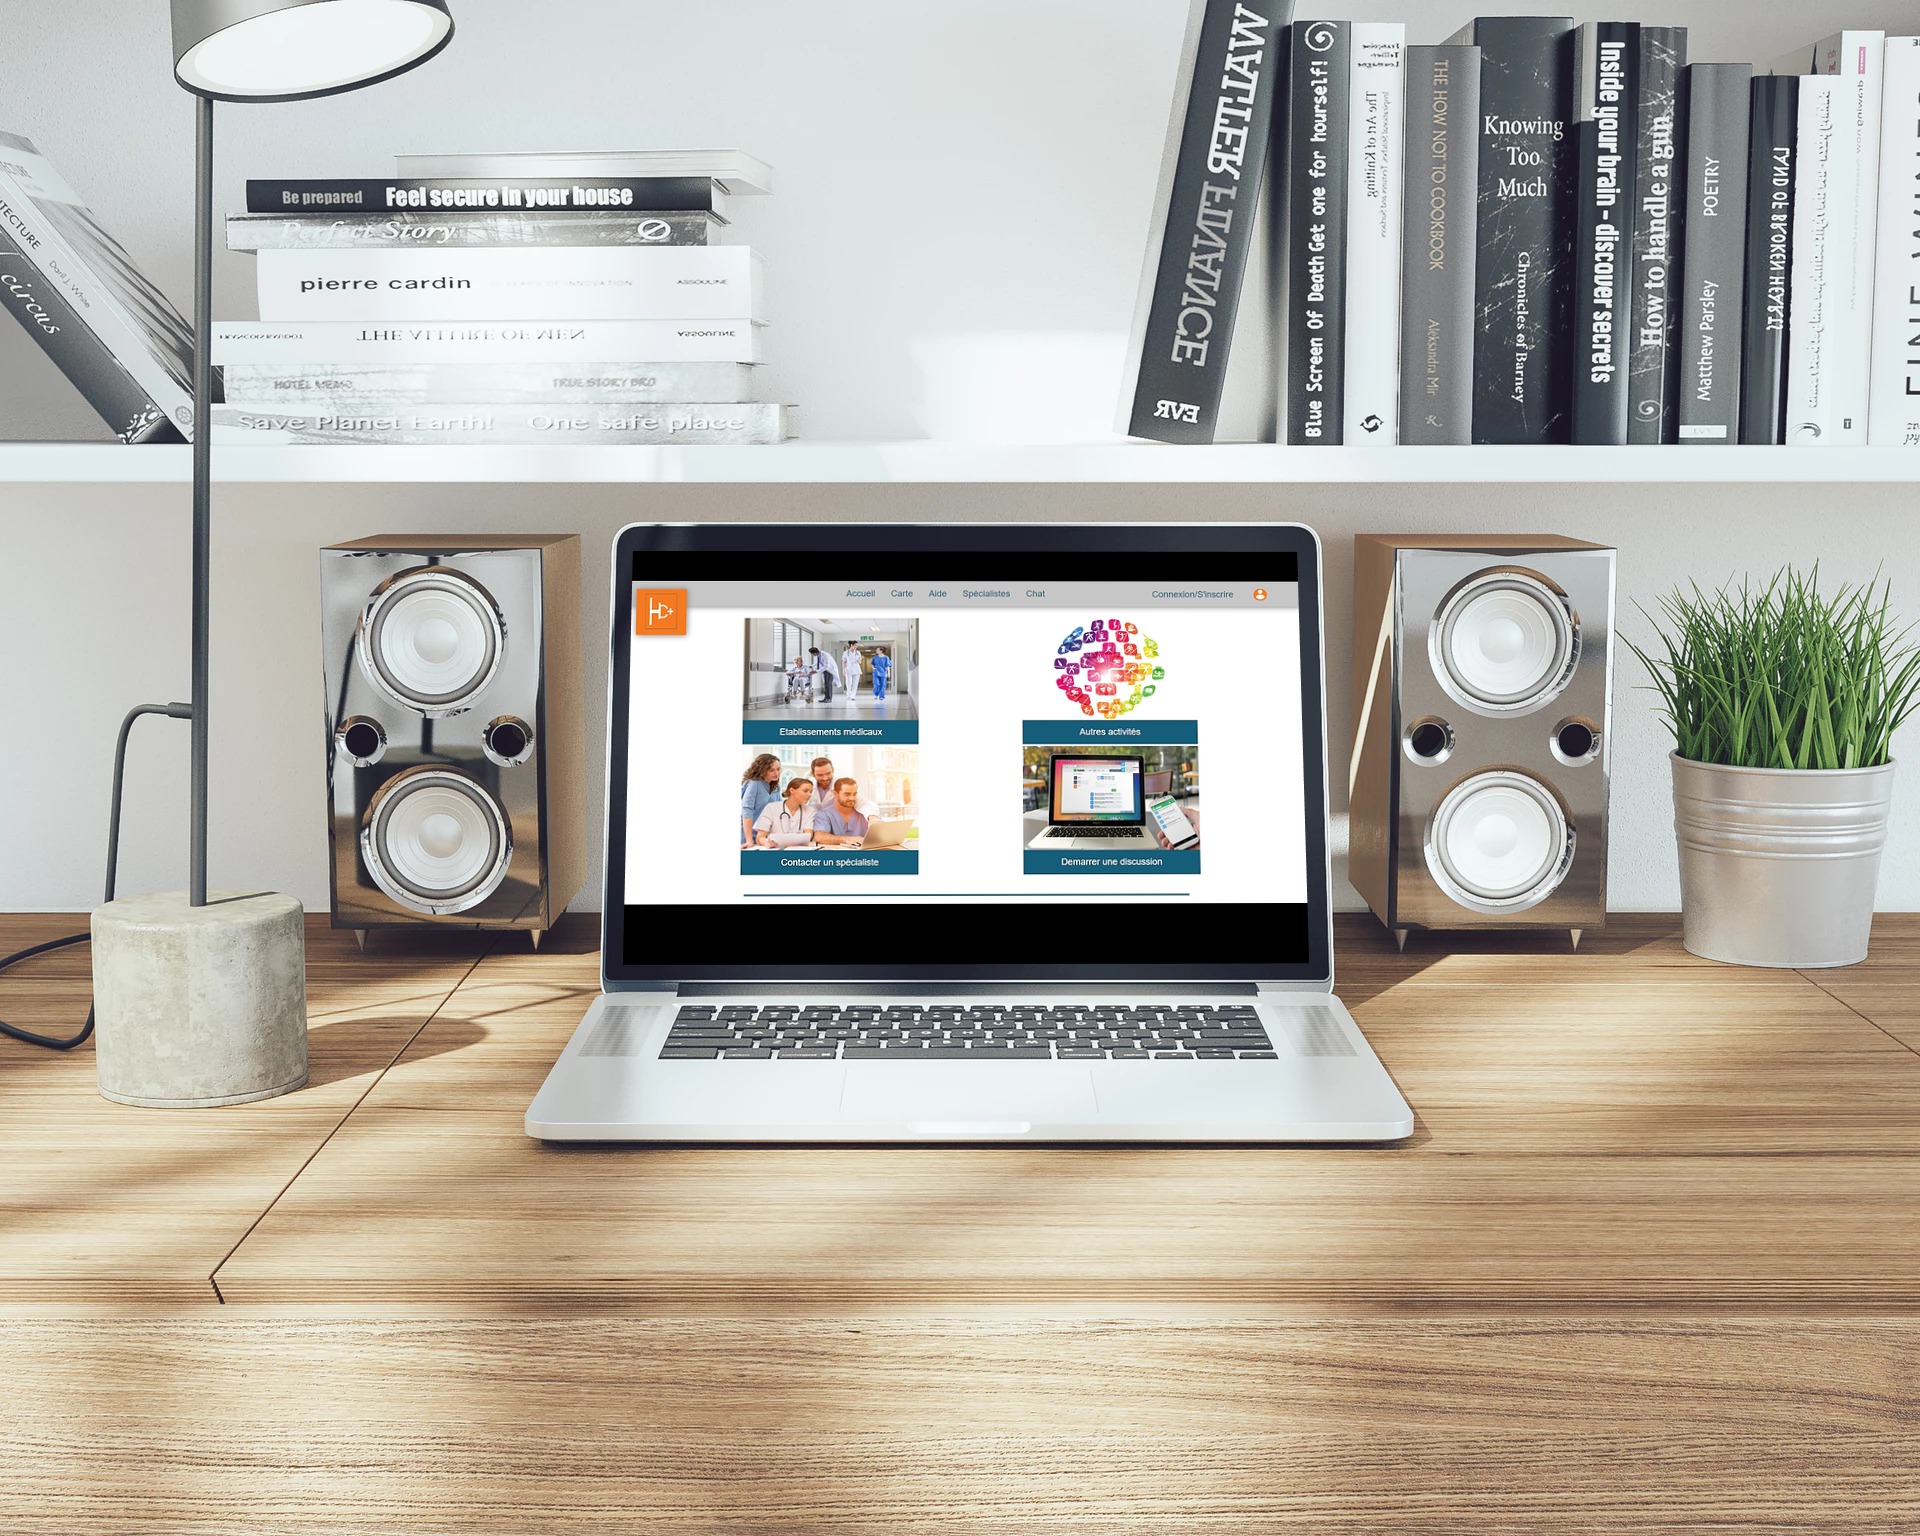 Be prepared Feel secure in your house
Perfect Story
pierre cardin
ASSOULINE
THE ALLURE OF MEN
ASSOULINE
HOTEL MEMO TRUE STORY BRO
Save Planet Earth! One safe place
circus
Daril J. White
WALTER FINANCE
EVR
Blue Screen Of Death Get one for hourself!
The Art of Knitting
THE HOW NOT TO COOKBOOK
Aleksandra Mir
Knowing
Too
Much
Chronicles of Barney
Inside your brain - discover secrets
How to handle a gun
POETRY
Matthew Parsley
LAND OF BROKEN HEARTS
Accueil Carte Aide Spécialistes Chat Connexion/S'inscrire
Etablissements médicaux
Autres activités
Contacter un spécialiste
Demarrer une discussion